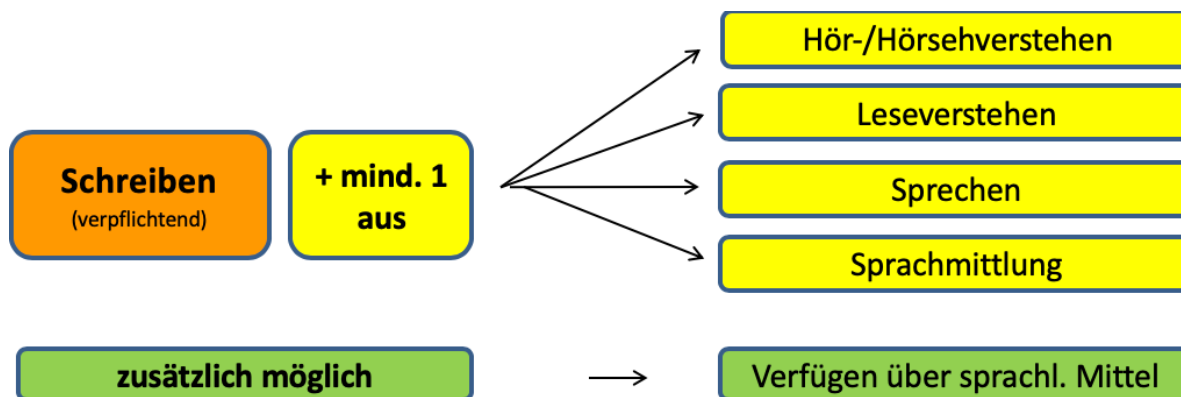 Schreiben
(verpflichtend)
+ mind. 1
aus
Hör-/Hörsehverstehen
Leseverstehen
Sprechen
Sprachmittlung
zusätzlich möglich
Verfügen über sprachl. Mittel